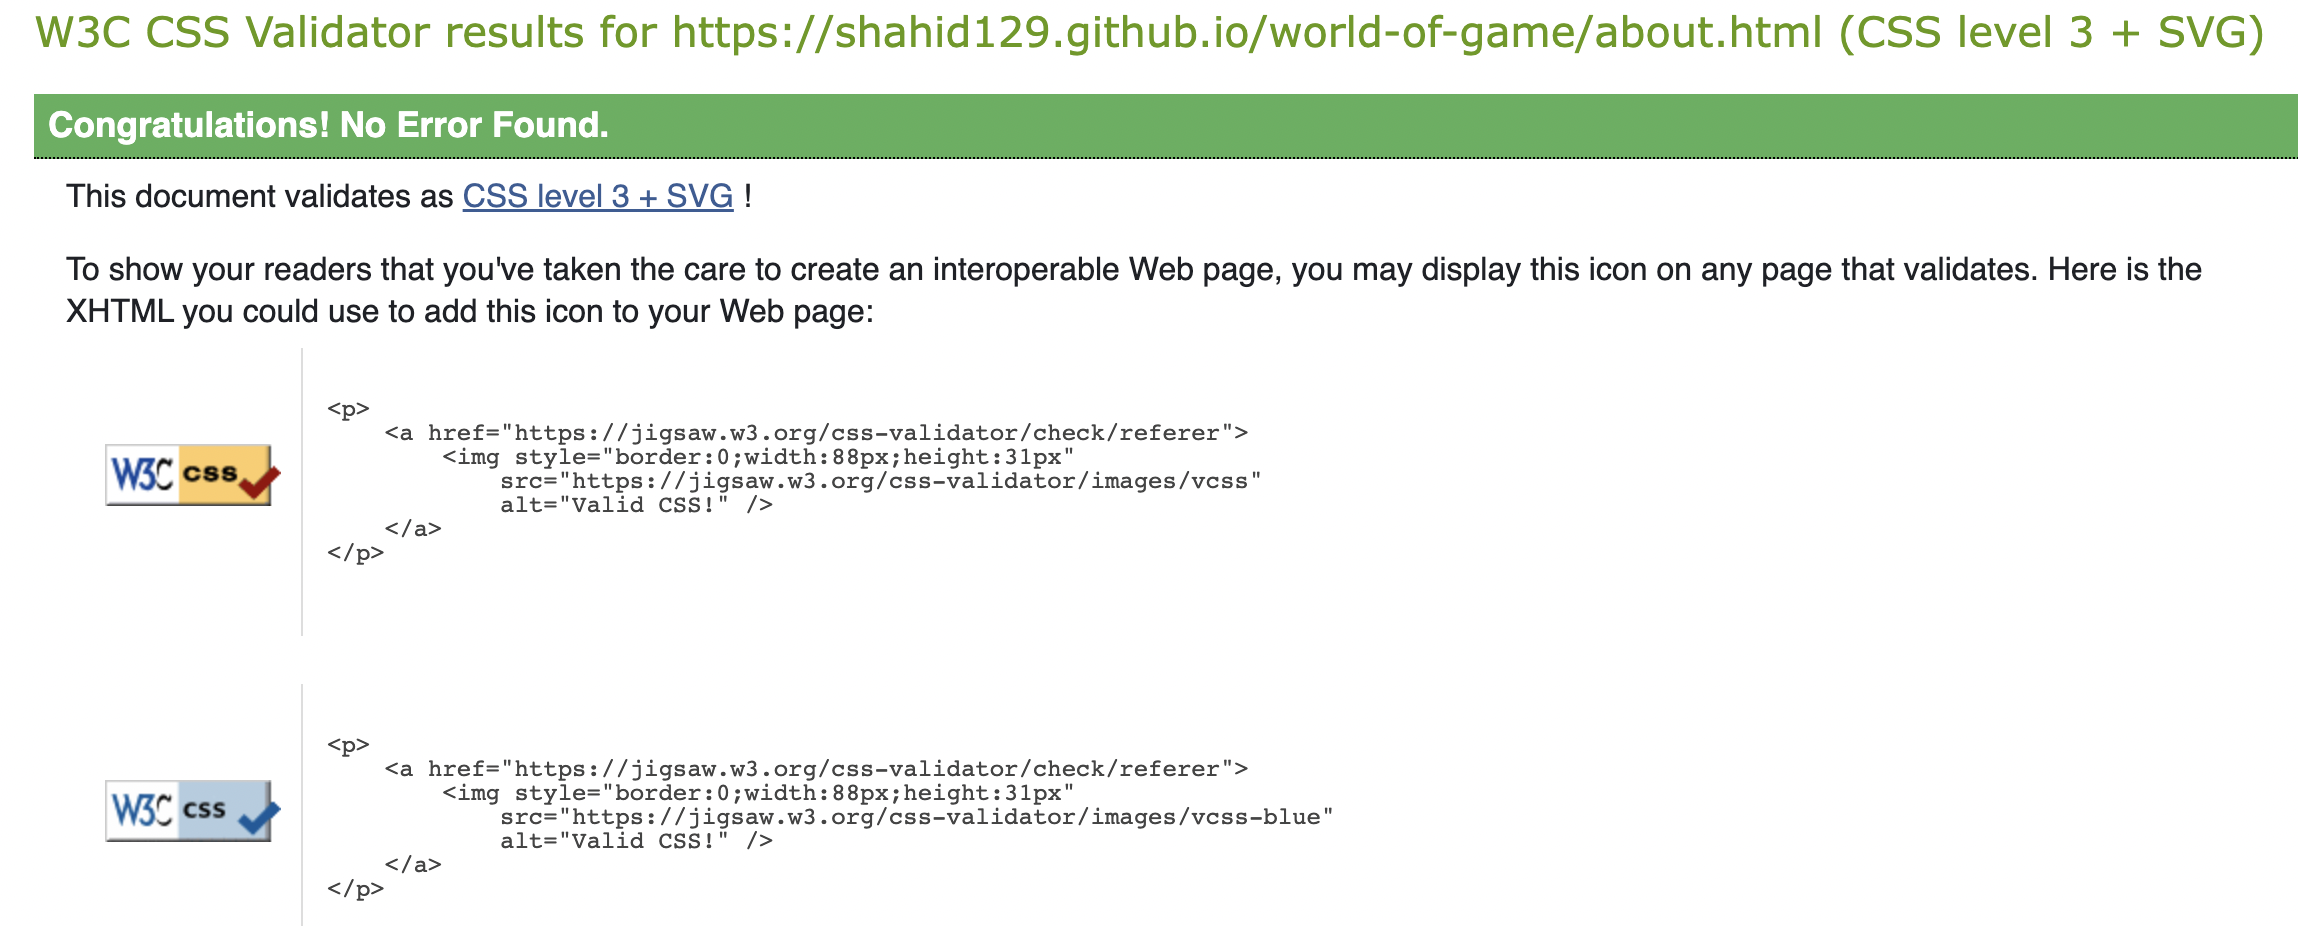 W3C CSS Validator results for https://shahid129.github.io/world-of-game/about.html (CSS level 3 + SVG)
Congratulations! No Error Found.
This document validates as CSS level 3 + SVG !
To show your readers that you've taken the care to create an interoperable Web page, you may display this icon on any page that validates. Here is the
XHTML you could use to add this icon to your Web page:
W3C css
<p>
    <a href="https://jigsaw.w3.org/css-validator/check/referer">
        <img style="border:0;width:88px;height:31px"
            src="https://jigsaw.w3.org/css-validator/images/vcss"
            alt="Valid CSS!" />
    </a>
</p>
W3C css
<p>
    <a href="https://jigsaw.w3.org/css-validator/check/referer">
        <img style="border:0;width:88px;height:31px"
            src="https://jigsaw.w3.org/css-validator/images/vcss-blue"
            alt="Valid CSS!" />
    </a>
</p>